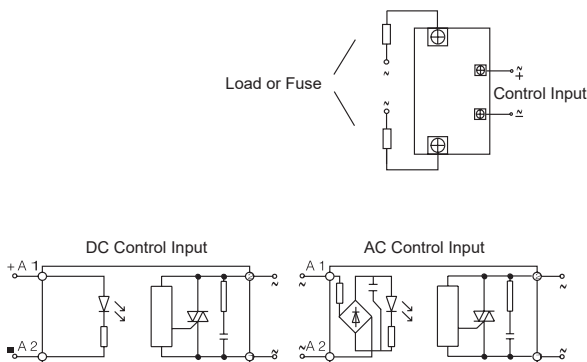 ~
+
Load or Fuse
~
~
Control Input
~
–
DC Control Input
AC Control Input
+A 1
~
A 1
~
~
A 2
~
~A 2
~